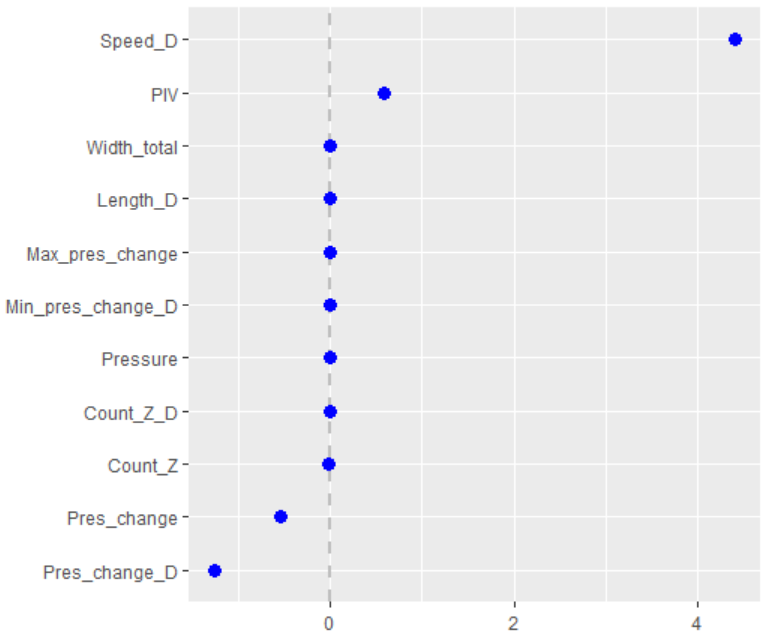 Speed_D
PIV
Width_total
Length_D
Max_pres_change
Min_pres_change_D
Pressure
Count_Z_D
Count_Z
Pres_change
Pres_change_D
0 2 4